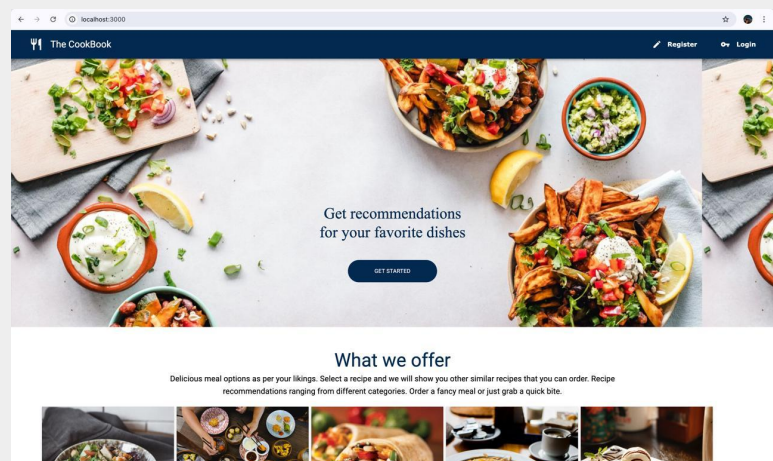 localhost:3000
The CookBook
Register
Login
Get recommendations
for your favorite dishes
GET STARTED
What we offer
Delicious meal options as per your likings. Select a recipe and we will show you other similar recipes that you can order. Recipe
recommendations ranging from different categories. Order a fancy meal or just grab a quick bite.